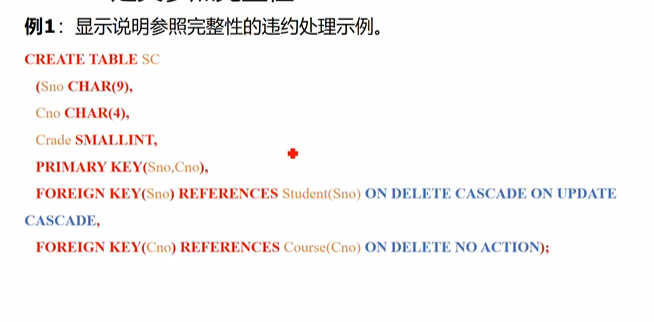 例1：显示说明参照完整性的违约处理示例。
CREATE TABLE SC
(Sno CHAR(9),
Cno CHAR(4),
Crade SMALLINT,
PRIMARY KEY(Sno,Cno),
FOREIGN KEY(Sno) REFERENCES Student(Sno) ON DELETE CASCADE ON UPDATE
CASCADE,
FOREIGN KEY(Cno) REFERENCES Course(Cno) ON DELETE NO ACTION);